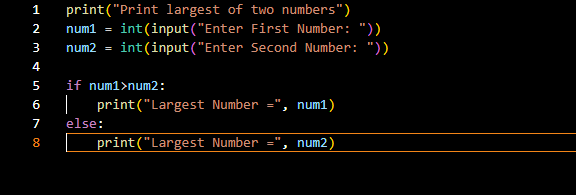 1 print("Print largest of two numbers")
2 num1 = int(input("Enter First Number: "))
3 num2 = int(input("Enter Second Number: "))
4
5 if num1>num2:
6     print("Largest Number =", num1)
7 else:
8     print("Largest Number =", num2)